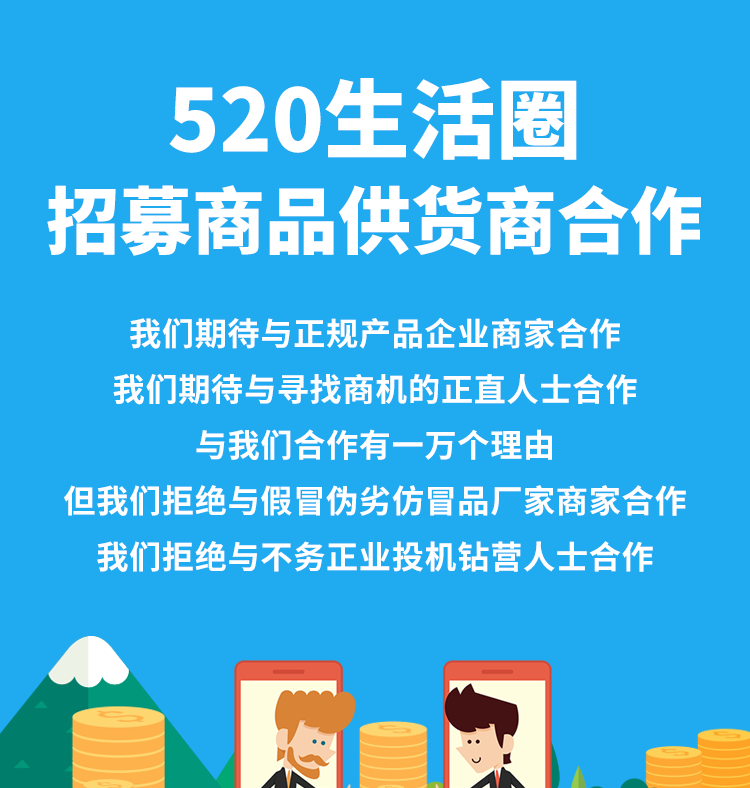 520生活圈
招募商品供货商合作
我们期待与正规产品企业商家合作
我们期待与寻找商机的正直人士合作
与我们合作有一万个理由
但我们拒绝与假冒伪劣仿冒品厂家商家合作
我们拒绝与不务正业投机钻营人士合作